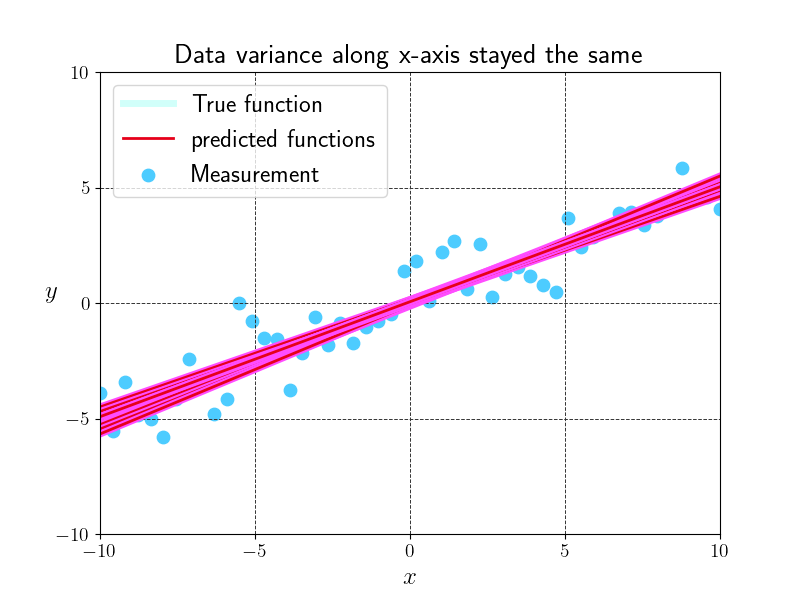 Data variance along x-axis stayed the same
True function
predicted functions
Measurement
10
5
0
−5
−10
y
−10
−5
0
5
10
x